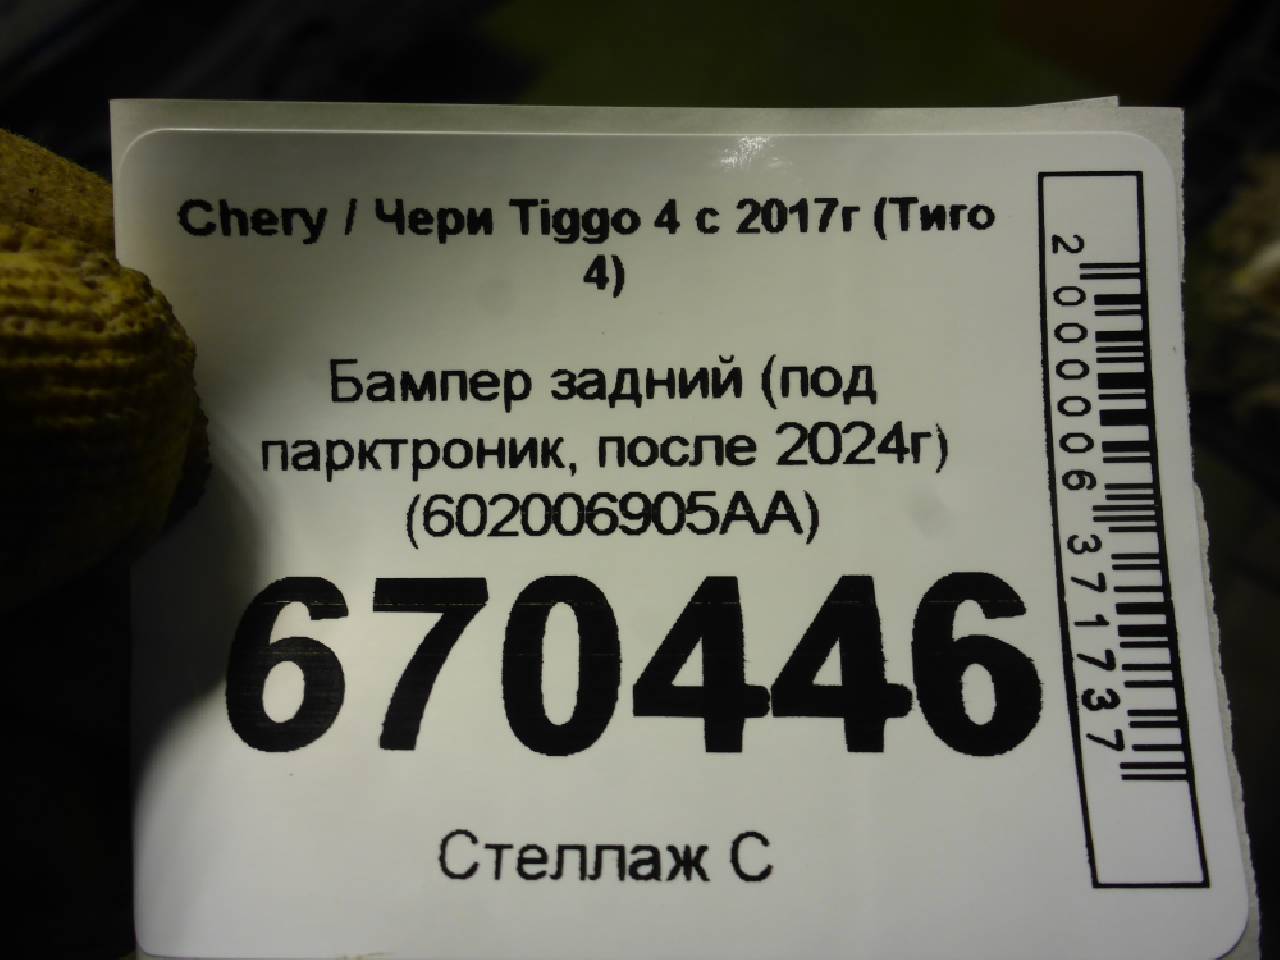 Chery / Чери Tiggo 4 с 2017г (Тиго
4)
Бампер задний (под
парктроник, после 2024г)
(602006905AA)
670446
Стеллаж С
2000006371737